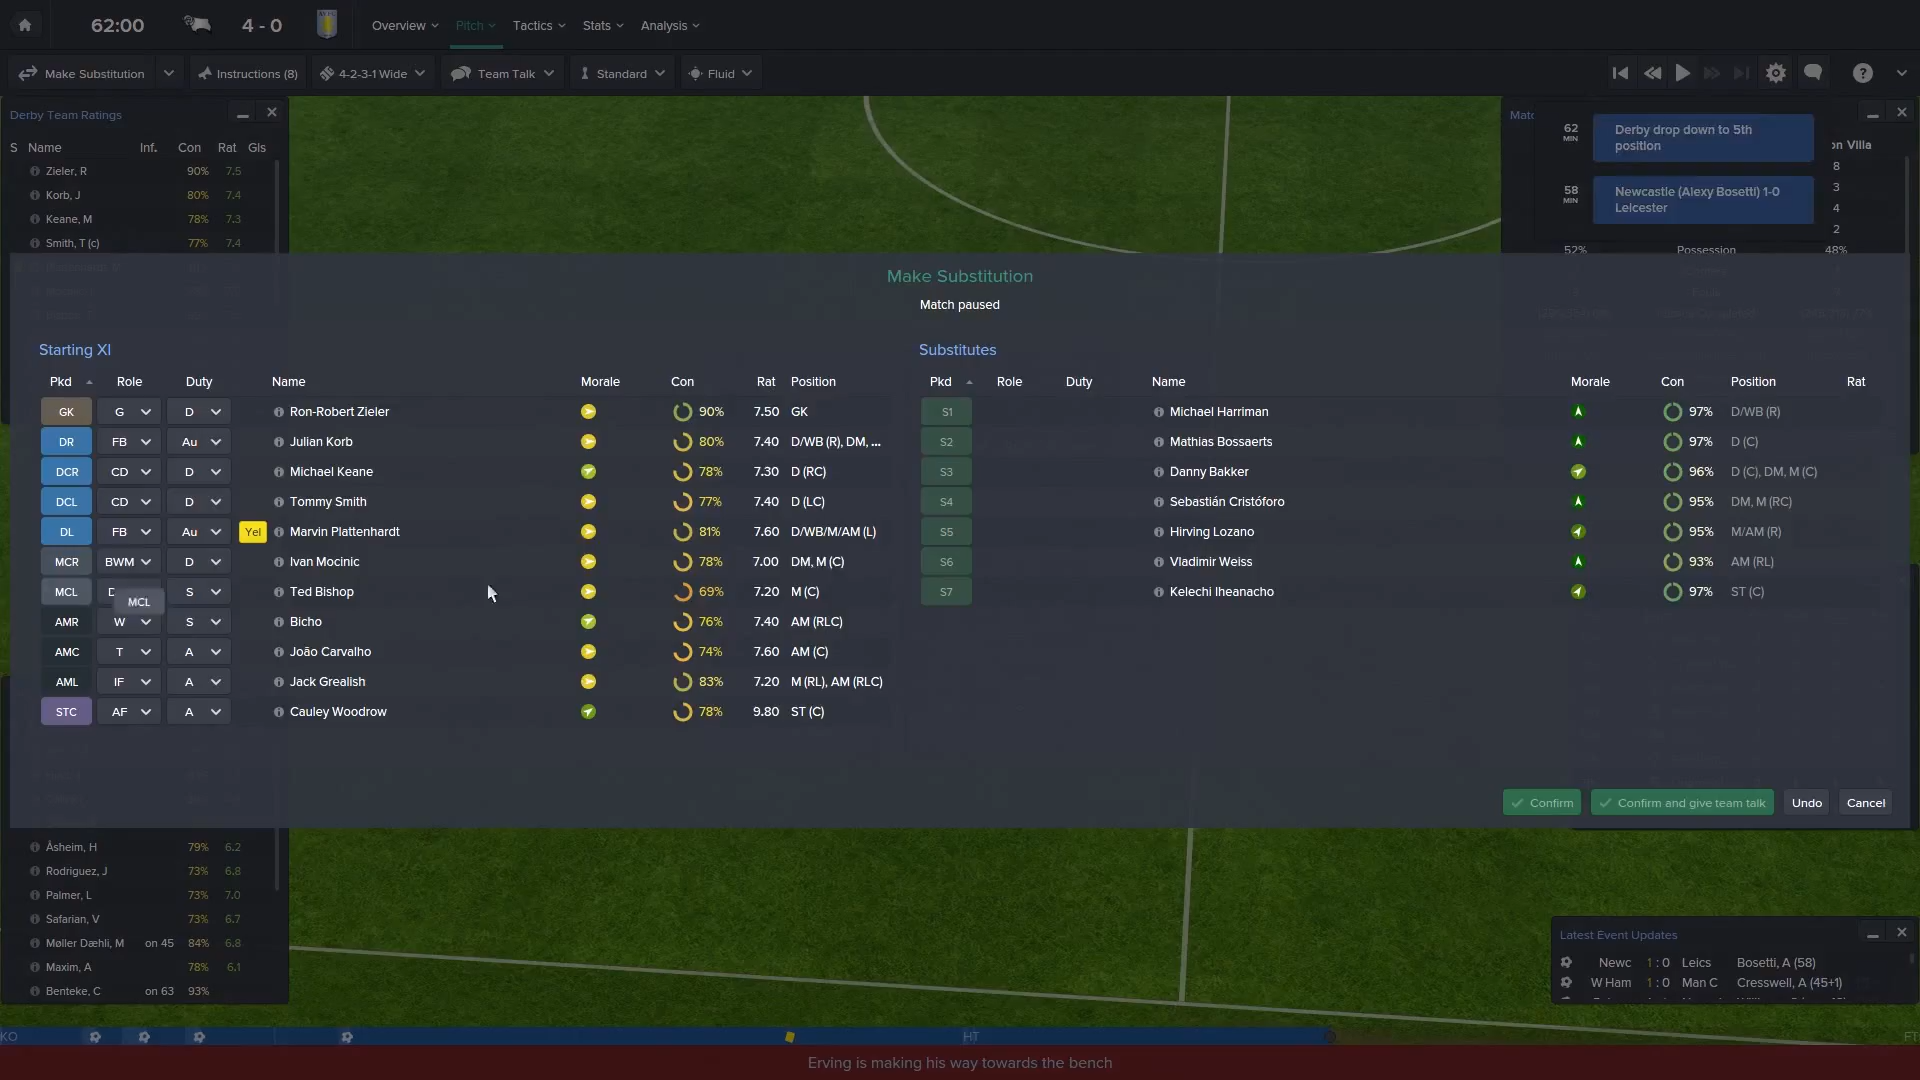 62:00 4 - 0 Overview Pitch Tactics Stats Analysis
Make Substitution Instructions (8) 4-2-3-1 Wide Team Talk Standard Fluid ?
Derby Team Ratings
S Name Inf. Con Rat Gls
Zieler, R 90% 7.5
Korb, J 80% 7.4
Keane, M 78% 7.3
Smith, T (c) 77% 7.4
62 MIN Derby drop down to 5th position
58 MIN Newcastle (Alexy Bosetti) 1-0 Leicester
on Villa
8
3
4
2
52% Possession 48%
Make Substitution
Match paused
Starting XI
Pkd Role Duty Name Morale Con Rat Position
GK G D Ron-Robert Zieler 90% 7.50 GK
DR FB Au Julian Korb 80% 7.40 D/WB (R), DM, ...
DCR CD D Michael Keane 78% 7.30 D (RC)
DCL CD D Tommy Smith 77% 7.40 D (LC)
DL FB Au Yel Marvin Plattenhardt 81% 7.60 D/WB/M/AM (L)
MCR BWM D Ivan Mocinic 78% 7.00 DM, M (C)
MCL D S Ted Bishop 69% 7.20 M (C)
MCL
AMR W S Bicho 76% 7.40 AM (RLC)
AMC T A João Carvalho 74% 7.60 AM (C)
AML IF A Jack Grealish 83% 7.20 M (RL), AM (RLC)
STC AF A Cauley Woodrow 78% 9.80 ST (C)
Substitutes
Pkd Role Duty Name Morale Con Position Rat
S1 Michael Harriman 97% D/WB (R)
S2 Mathias Bossaerts 97% D (C)
S3 Danny Bakker 96% D (C), DM, M (C)
S4 Sebastián Cristóforo 95% DM, M (RC)
S5 Hirving Lozano 95% M/AM (R)
S6 Vladimir Weiss 93% AM (RL)
S7 Kelechi Iheanacho 97% ST (C)
Confirm Confirm and give team talk Undo Cancel
Åsheim, H 79% 6.2
Rodriguez, J 73% 6.8
Palmer, L 73% 7.0
Safarian, V 73% 6.7
Møller Dæhli, M on 45 84% 6.8
Maxim, A 78% 6.1
Benteke, C on 63 93%
Latest Event Updates
Newc 1 : 0 Leics Bosetti, A (58)
W Ham 1 : 0 Man C Cresswell, A (45+1)
KO HT FT
Erving is making his way towards the bench